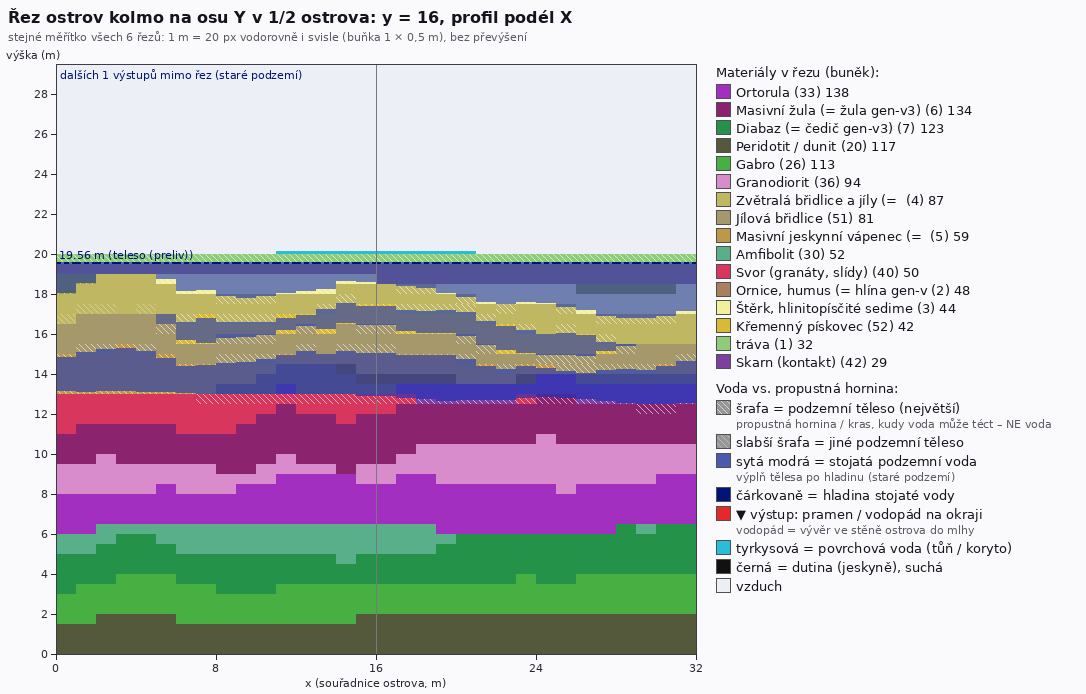 Řez ostrov kolmo na osu Y v 1/2 ostrova: y = 16, profil podél X
stejné měřítko všech 6 řezů: 1 m = 20 px vodorovně i svisle (buňka 1 × 0,5 m), bez převýšení
výška (m)
dalších 1 výstupů mimo řez (staré podzemí)
19.56 m (teleso (preliv))
28
26
24
22
20
18
16
14
12
10
8
6
4
2
0
0
8
16
24
32
x (souřadnice ostrova, m)
Materiály v řezu (buněk):
Ortorula (33) 138
Masivní žula (= žula gen-v3) (6) 134
Diabaz (= čedič gen-v3) (7) 123
Peridotit / dunit (20) 117
Gabro (26) 113
Granodiorit (36) 94
Zvětralá břidlice a jíly (=  (4) 87
Jílová břidlice (51) 81
Masivní jeskynní vápenec (=  (5) 59
Amfibolit (30) 52
Svor (granáty, slídy) (40) 50
Ornice, humus (= hlína gen-v (2) 48
Štěrk, hlinitopísčité sedime (3) 44
Křemenný pískovec (52) 42
tráva (1) 32
Skarn (kontakt) (42) 29
Voda vs. propustná hornina:
šrafa = podzemní těleso (největší)
propustná hornina / kras, kudy voda může téct – NE voda
slabší šrafa = jiné podzemní těleso
sytá modrá = stojatá podzemní voda
výplň tělesa po hladinu (staré podzemí)
čárkovaně = hladina stojaté vody
▼ výstup: pramen / vodopád na okraji
vodopád = vývěr ve stěně ostrova do mlhy
tyrkysová = povrchová voda (tůň / koryto)
černá = dutina (jeskyně), suchá
vzduch